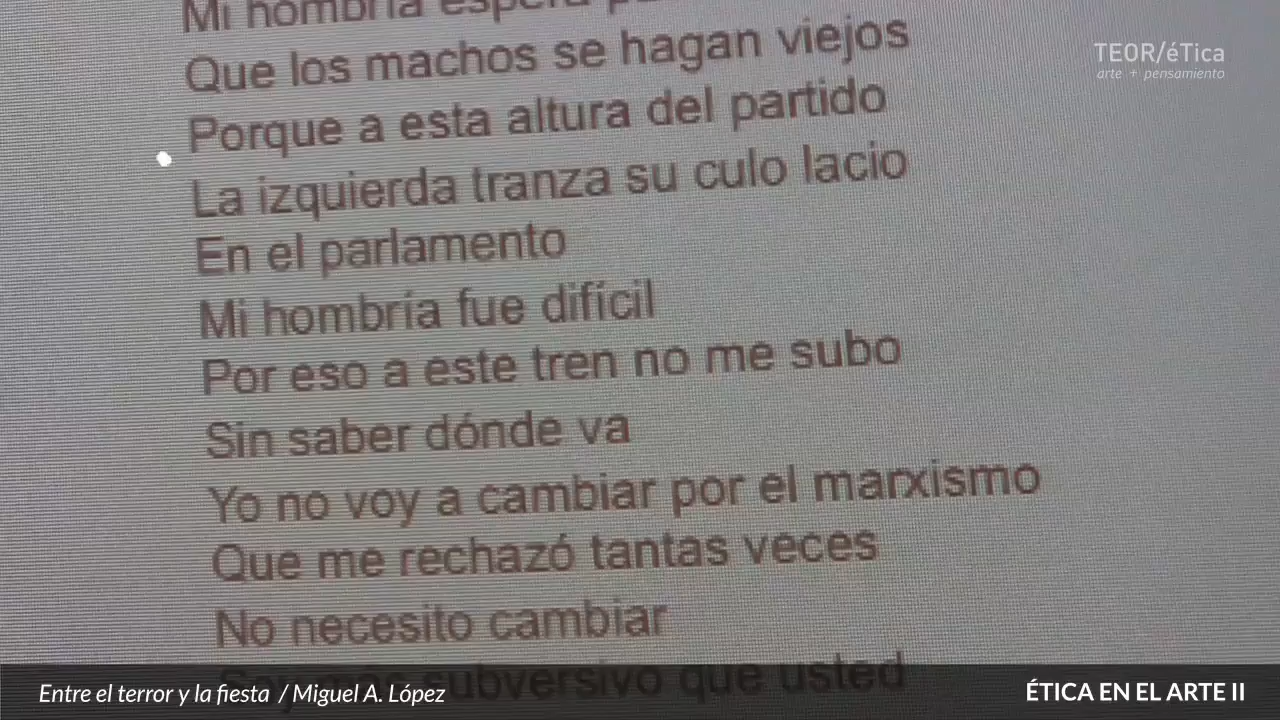 Mi hombría espera
Que los machos se hagan viejos
Porque a esta altura del partido
La izquierda tranza su culo lacio
En el parlamento
Mi hombría fue difícil
Por eso a este tren no me subo
Sin saber dónde va
Yo no voy a cambiar por el marxismo
Que me rechazó tantas veces
No necesito cambiar
subversivo que usted
TEOR/éTica
arte + pensamiento
Entre el terror y la fiesta / Miguel A. López
ÉTICA EN EL ARTE II